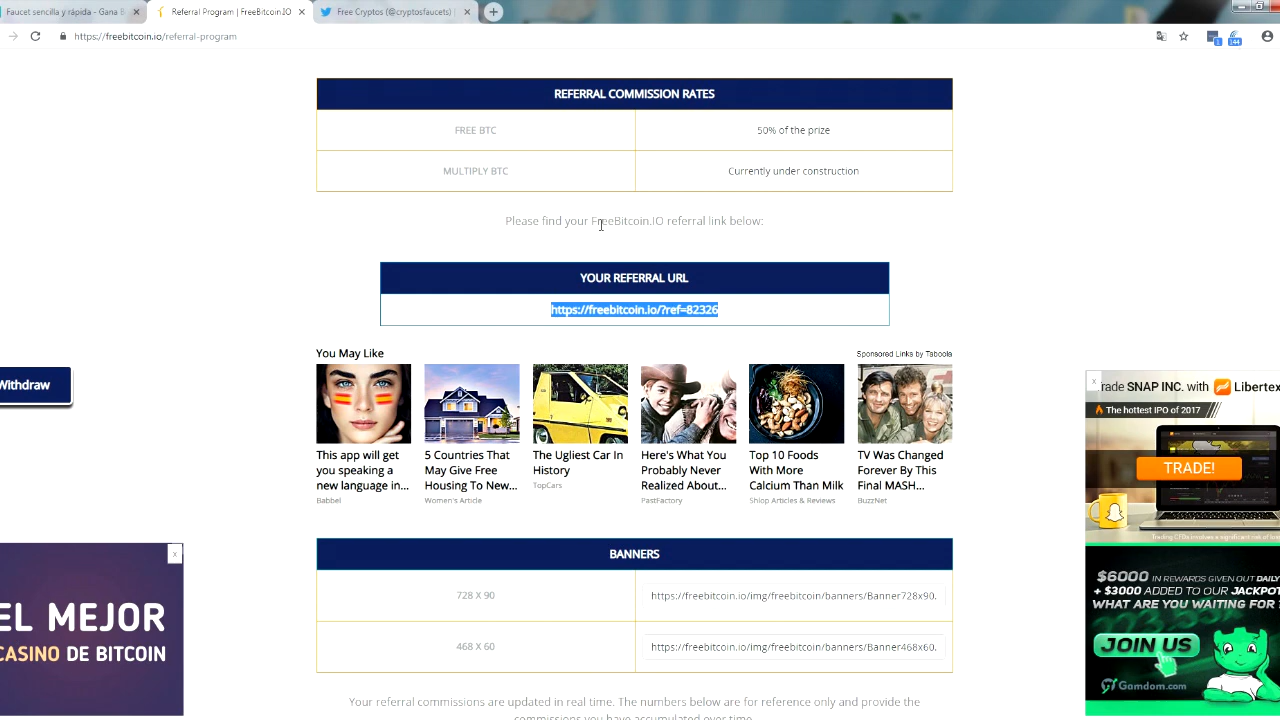 Faucet sencilla y rápida - Gana B
Referral Program | FreeBitcoin.IO
Free Cryptos (@cryptosfaucets) |
https://freebitcoin.io/referral-program
1
144
REFERRAL COMMISSION RATES
FREE BTC
50% of the prize
MULTIPLY BTC
Currently under construction
Please find your FreeBitcoin.IO referral link below:
YOUR REFERRAL URL
https://freebitcoin.io/?ref=82326
You May Like
Sponsored Links by Taboola
This app will get
you speaking a
new language in...
Babbel
5 Countries That
May Give Free
Housing To New...
Women's Article
The Ugliest Car In
History
TopCars
Here's What You
Probably Never
Realized About...
PastFactory
Top 10 Foods
With More
Calcium Than Milk
Shlop Articles & Reviews
TV Was Changed
Forever By This
Final MASH...
BuzzNet
Withdraw
rade SNAP INC. with Libertex
The hottest IPO of 2017
TRADE!
EL MEJOR
CASINO DE BITCOIN
$6000 IN REWARDS GIVEN OUT DAILY
+ $3000 ADDED TO OUR JACKPOT
WHAT ARE YOU WAITING FOR ?
JOIN US
Gamdom.com
BANNERS
728 X 90
https://freebitcoin.io/img/freebitcoin/banners/Banner728x90.
468 X 60
https://freebitcoin.io/img/freebitcoin/banners/Banner468x60.
Your referral commissions are updated in real time. The numbers below are for reference only and provide the
commissions you have accumulated over time.